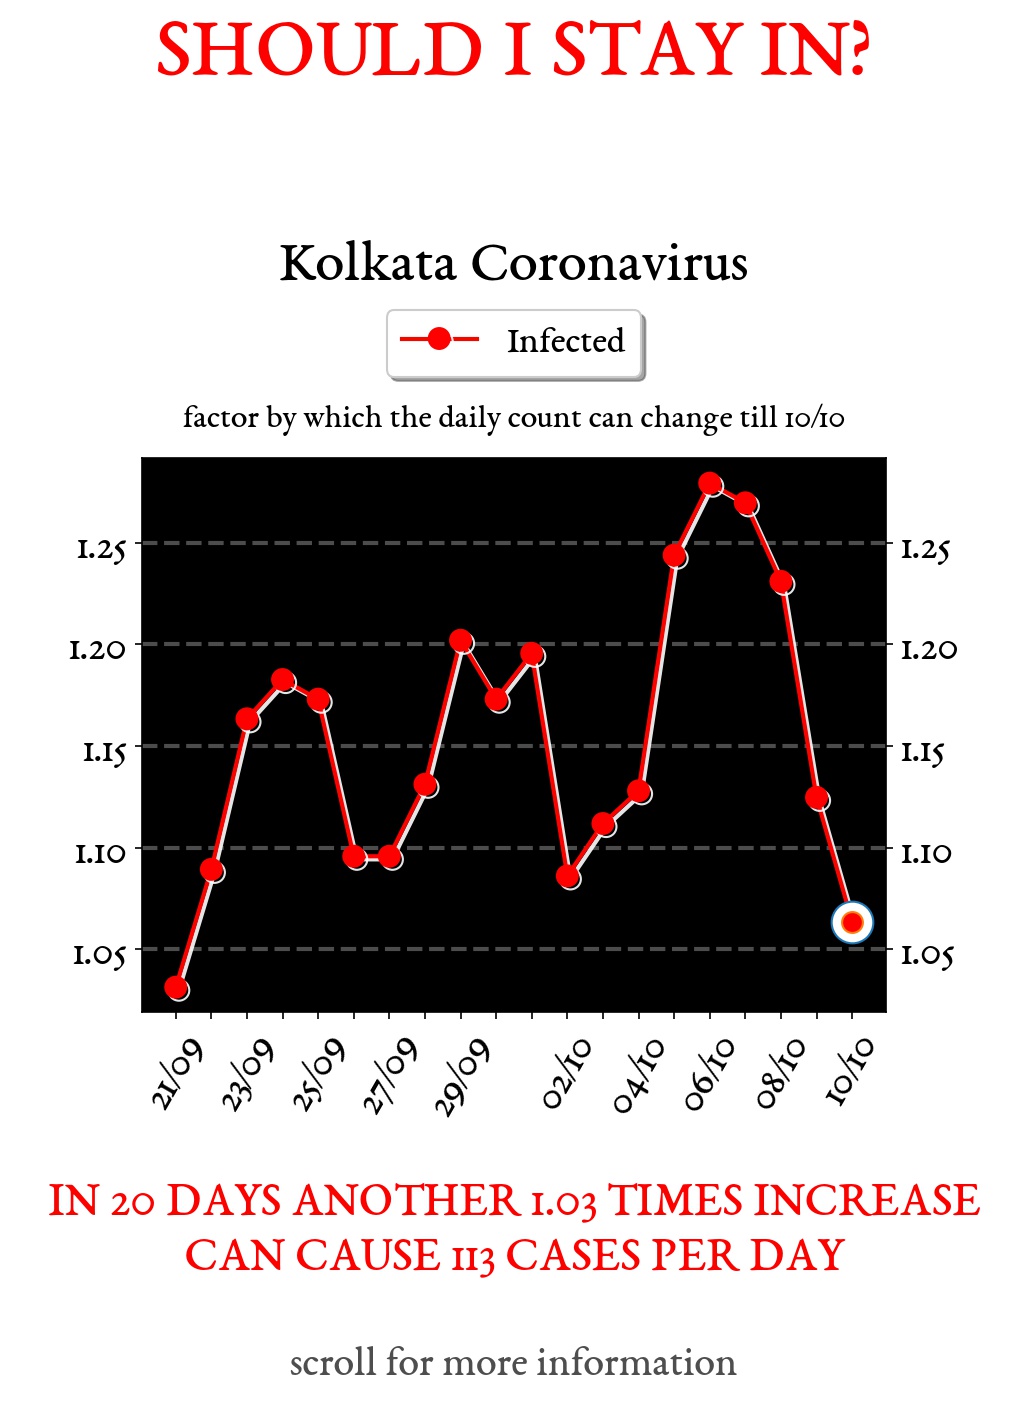 SHOULD I STAY IN?
Kolkata Coronavirus
Infected
factor by which the daily count can change till 10/10
1.25 1.25
1.20 1.20
1.15 1.15
1.10 1.10
1.05 1.05
21/09 23/09 25/09 27/09 29/09 02/10 04/10 06/10 08/10 10/10
IN 20 DAYS ANOTHER 1.03 TIMES INCREASE
CAN CAUSE 113 CASES PER DAY
scroll for more information